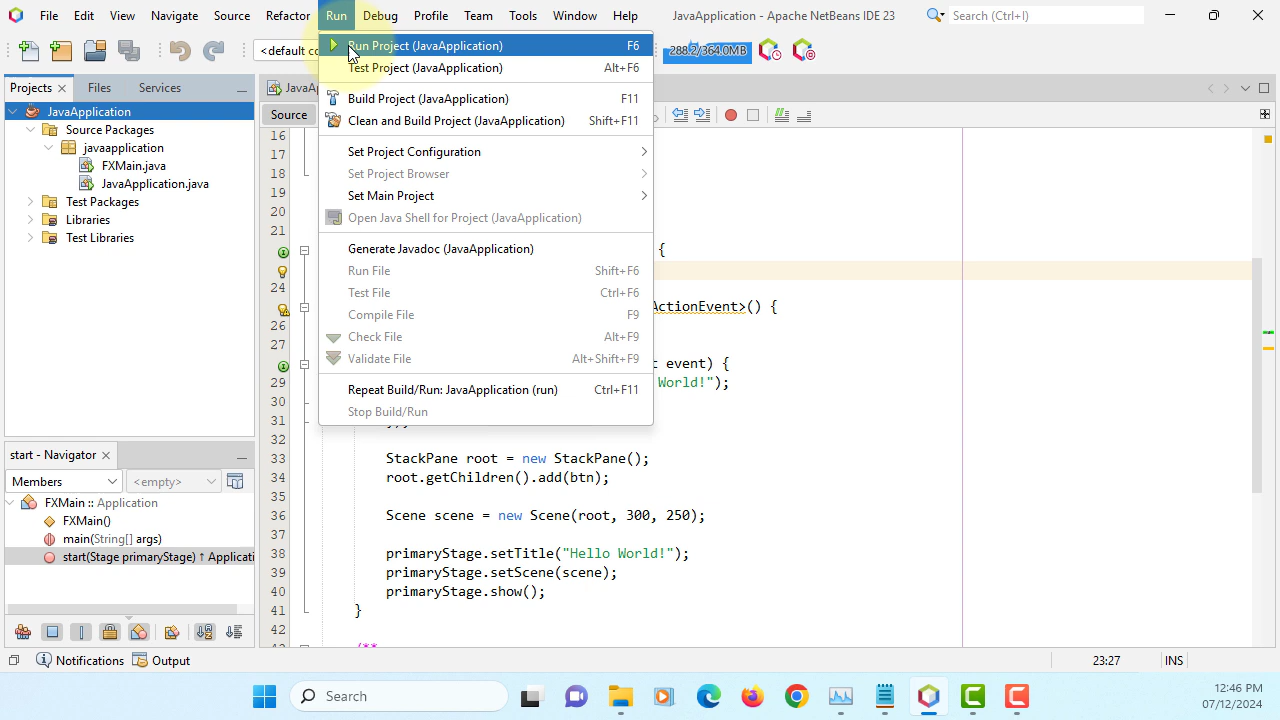 File Edit View Navigate Source Refactor Run Debug Profile Team Tools Window Help JavaApplication - Apache NetBeans IDE 23 Search (Ctrl+I)
<default co 288.2/364.0MB
Projects Files Services JavaAp
Source
JavaApplication
Source Packages
javaapplication
FXMain.java
JavaApplication.java
Test Packages
Libraries
Test Libraries
Run Project (JavaApplication) F6
Test Project (JavaApplication) Alt+F6
Build Project (JavaApplication) F11
Clean and Build Project (JavaApplication) Shift+F11
Set Project Configuration
Set Project Browser
Set Main Project
Open Java Shell for Project (JavaApplication)
Generate Javadoc (JavaApplication)
Run File Shift+F6
Test File Ctrl+F6
Compile File F9
Check File Alt+F9
Validate File Alt+Shift+F9
Repeat Build/Run: JavaApplication (run) Ctrl+F11
Stop Build/Run
16
17
18
19
20
21
{
24
ActionEvent>() {
26
27
t event) {
29 World!");
30
31
32
33 StackPane root = new StackPane();
34 root.getChildren().add(btn);
35
36 Scene scene = new Scene(root, 300, 250);
37
38 primaryStage.setTitle("Hello World!");
39 primaryStage.setScene(scene);
40 primaryStage.show();
41 }
42
/**
start - Navigator
Members <empty>
FXMain :: Application
FXMain()
main(String[] args)
start(Stage primaryStage) ↑ Applicati
Notifications Output 23:27 INS
Search
12:46 PM
07/12/2024